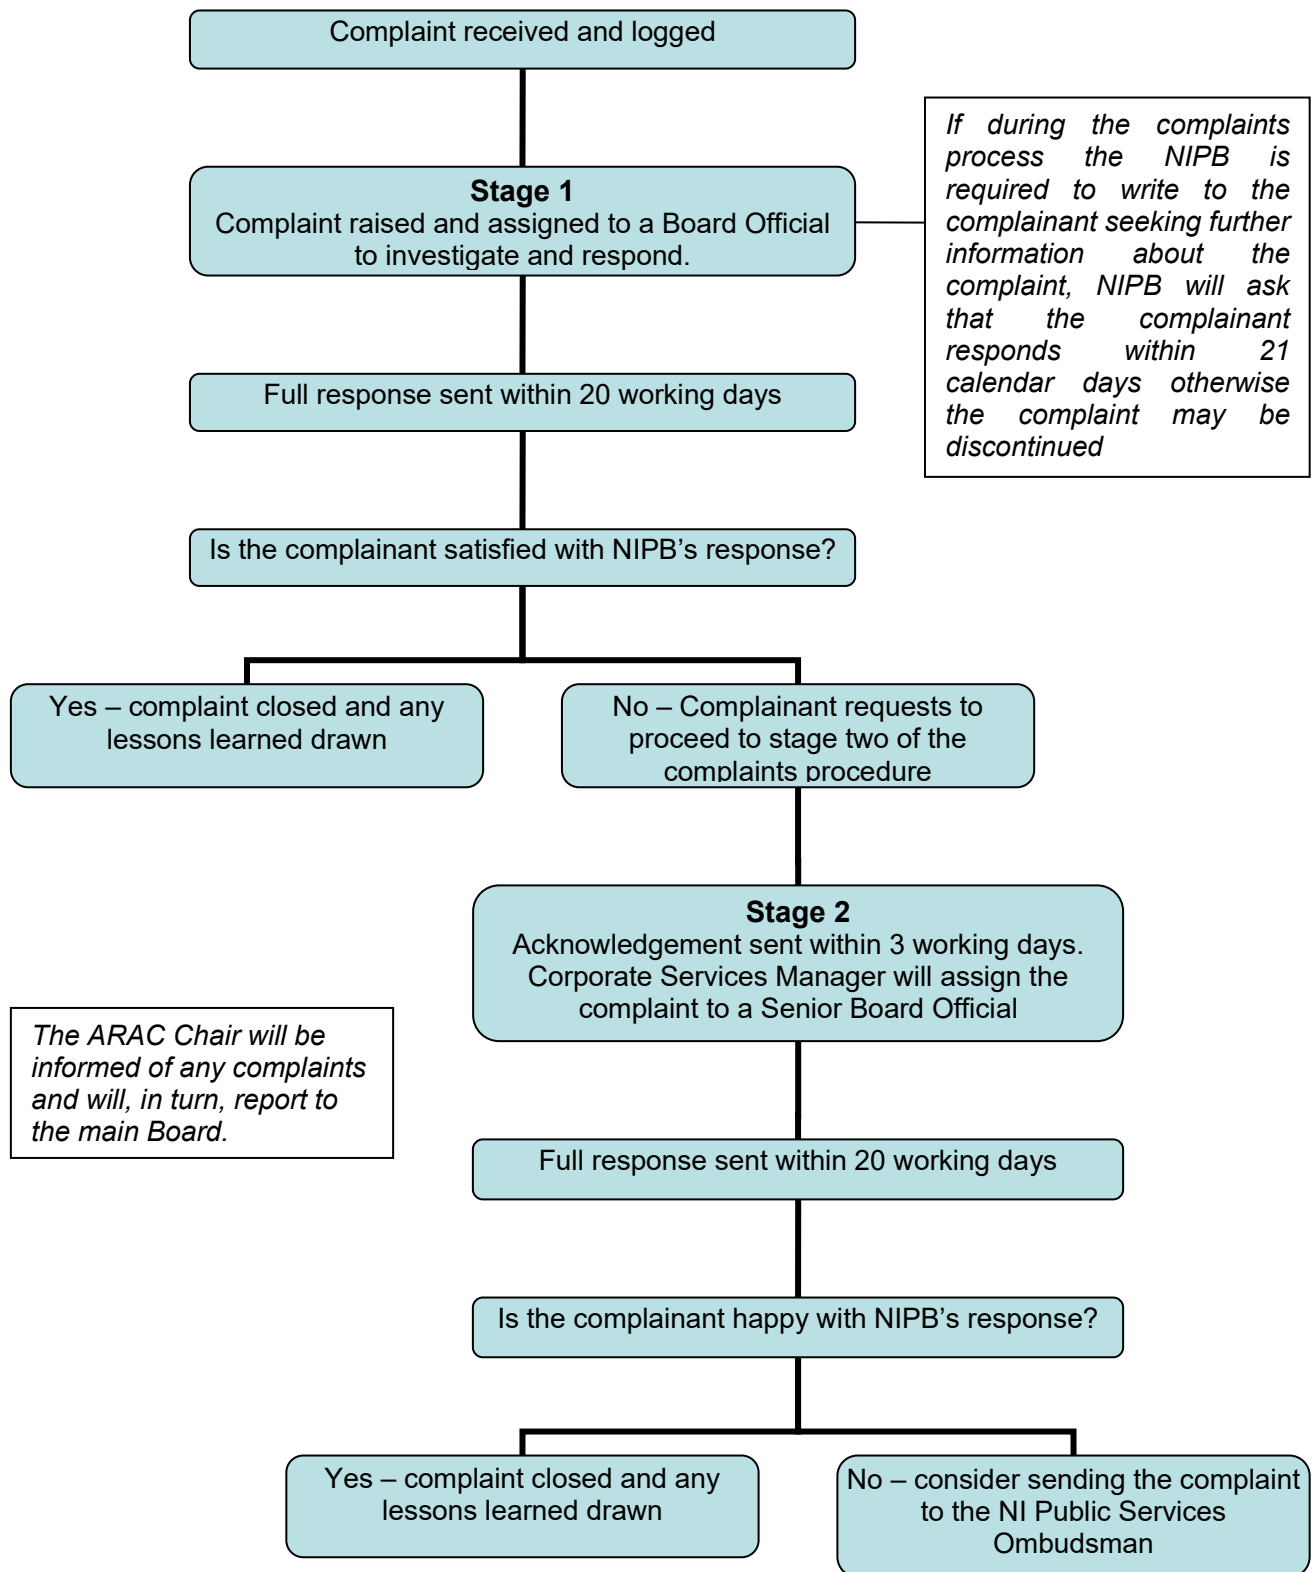 Complaint received and logged
Stage 1
Complaint raised and assigned to a Board Official
to investigate and respond.
If during the complaints
process the NIPB is
required to write to the
complainant seeking further
information about the
complaint, NIPB will ask
that the complainant
responds within 21
calendar days otherwise
the complaint may be
discontinued
Full response sent within 20 working days
Is the complainant satisfied with NIPB’s response?
Yes – complaint closed and any
lessons learned drawn
No – Complainant requests to
proceed to stage two of the
complaints procedure
Stage 2
Acknowledgement sent within 3 working days.
Corporate Services Manager will assign the
complaint to a Senior Board Official
The ARAC Chair will be
informed of any complaints
and will, in turn, report to
the main Board.
Full response sent within 20 working days
Is the complainant happy with NIPB’s response?
Yes – complaint closed and any
lessons learned drawn
No – consider sending the complaint
to the NI Public Services
Ombudsman